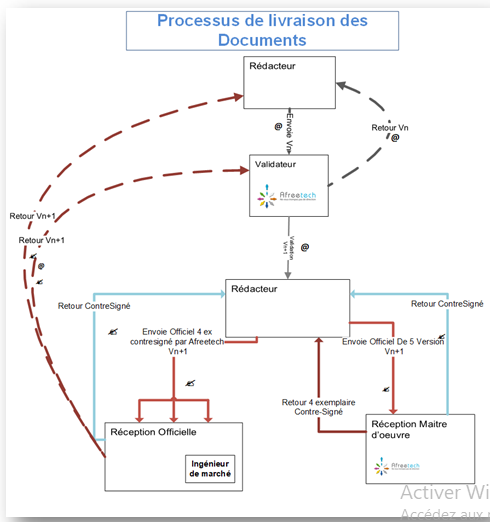 Processus de livraison des
Documents
Rédacteur
Envoie Vn
@
Retour Vn
@
Validateur
Afreetech
Validation
Vn+1
@
Retour Vn+1
Retour Vn+1
@
Rédacteur
Retour ContreSigné
Retour ContreSigné
Envoie Officiel 4 ex
contresigné par Afreetech
Vn+1
Envoie Officiel De 5 Version
Vn+1
Retour 4 exemplaire
Contre-Signé
Réception Officielle
Ingénieur
de marché
Réception Maitre
d'oeuvre
Afreetech
Activer Wi
Accédez aux